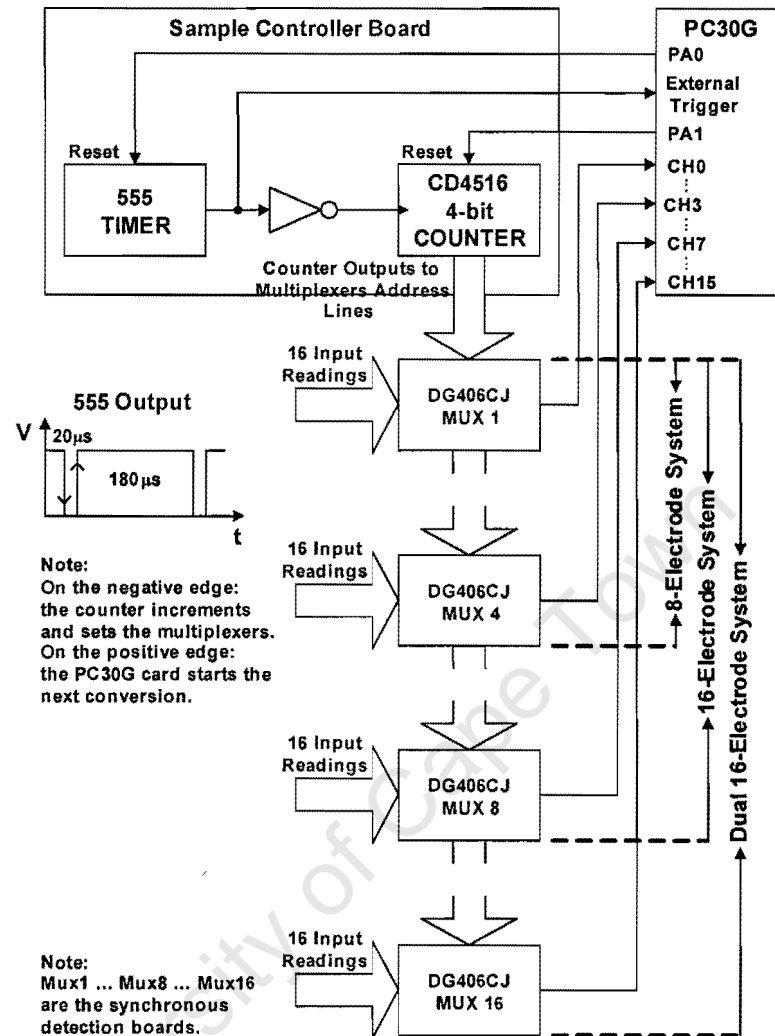 Sample Controller Board
PC30G
PA0
External
Trigger
PA1
CH0
CH3
CH7
CH15
Reset
555
TIMER
Reset
CD4516
4-bit
COUNTER
Counter Outputs to
Multiplexers Address
Lines
16 Input
Readings
DG406CJ
MUX 1
555 Output
V
20µs
180µs
t
Note:
On the negative edge:
the counter increments
and sets the multiplexers.
On the positive edge:
the PC30G card starts the
next conversion.
16 Input
Readings
DG406CJ
MUX 4
16 Input
Readings
DG406CJ
MUX 8
16 Input
Readings
DG406CJ
MUX 16
8-Electrode System
16-Electrode System
Dual 16-Electrode System
Note:
Mux1 ... Mux8 ... Mux16
are the synchronous
detection boards.
rsity of Cape Town